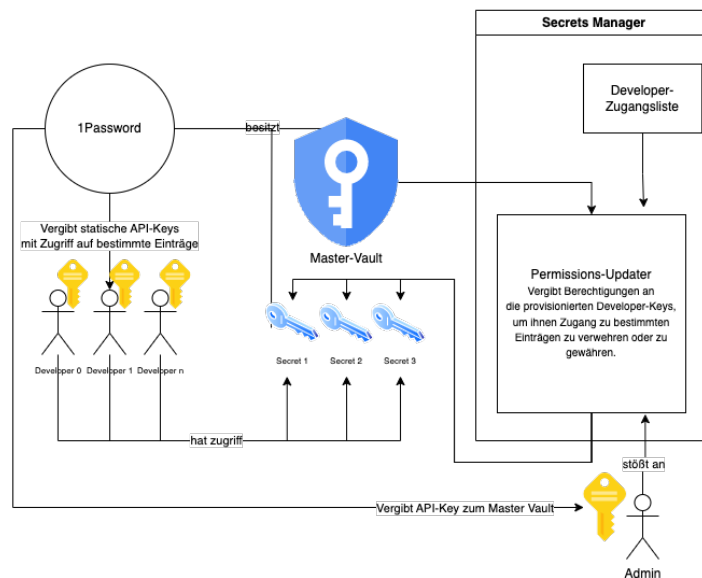 Secrets Manager
Developer-
Zugangsliste
1Password
besitzt
Master-Vault
Vergibt statische API-Keys
mit Zugriff auf bestimmte Einträge
Permissions-Updater
Vergibt Berechtigungen an
die provisionierten Developer-Keys,
um ihnen Zugang zu bestimmten
Einträgen zu verwehren oder zu
gewähren.
Developer 0
Developer 1
Developer n
Secret 1
Secret 2
Secret 3
hat zugriff
stößt an
Vergibt API-Key zum Master Vault
Admin